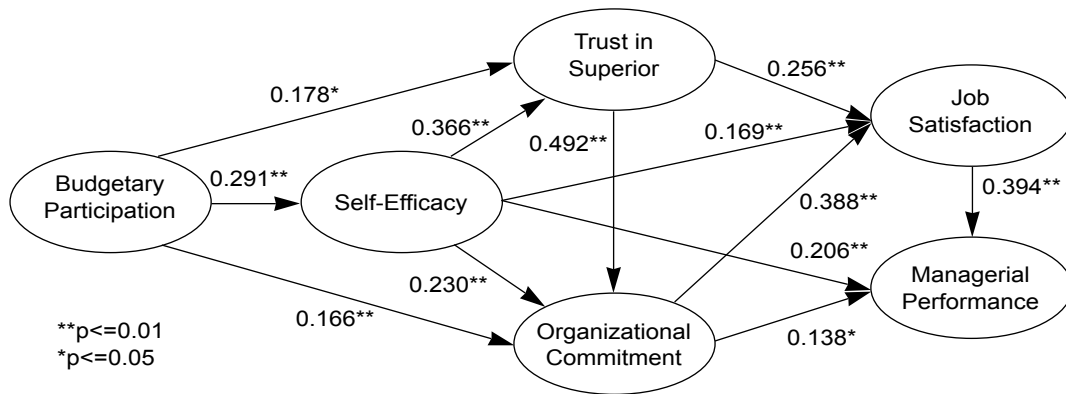 Trust in
Superior
0.256**
Job
Satisfaction
0.178*
0.366**
0.492**
0.169**
Budgetary
Participation
0.291**
Self-Efficacy
0.394**
0.388**
0.206**
Managerial
Performance
0.230**
0.166**
Organizational
Commitment
0.138*
**p<=0.01
*p<=0.05